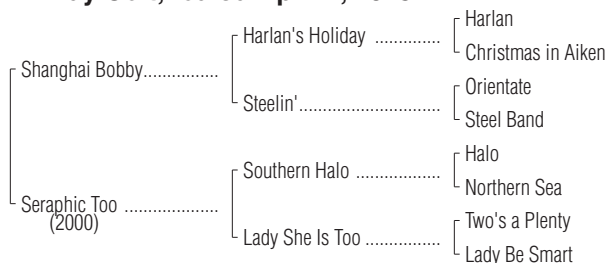 Harlan
Harlan's Holiday ..............
Christmas in Aiken
Shanghai Bobby................
Orientate
Steelin'..............................
Steel Band
Halo
Southern Halo ..................
Northern Sea
Seraphic Too ....................
(2000)
Two's a Plenty
Lady She Is Too ................
Lady Be Smart